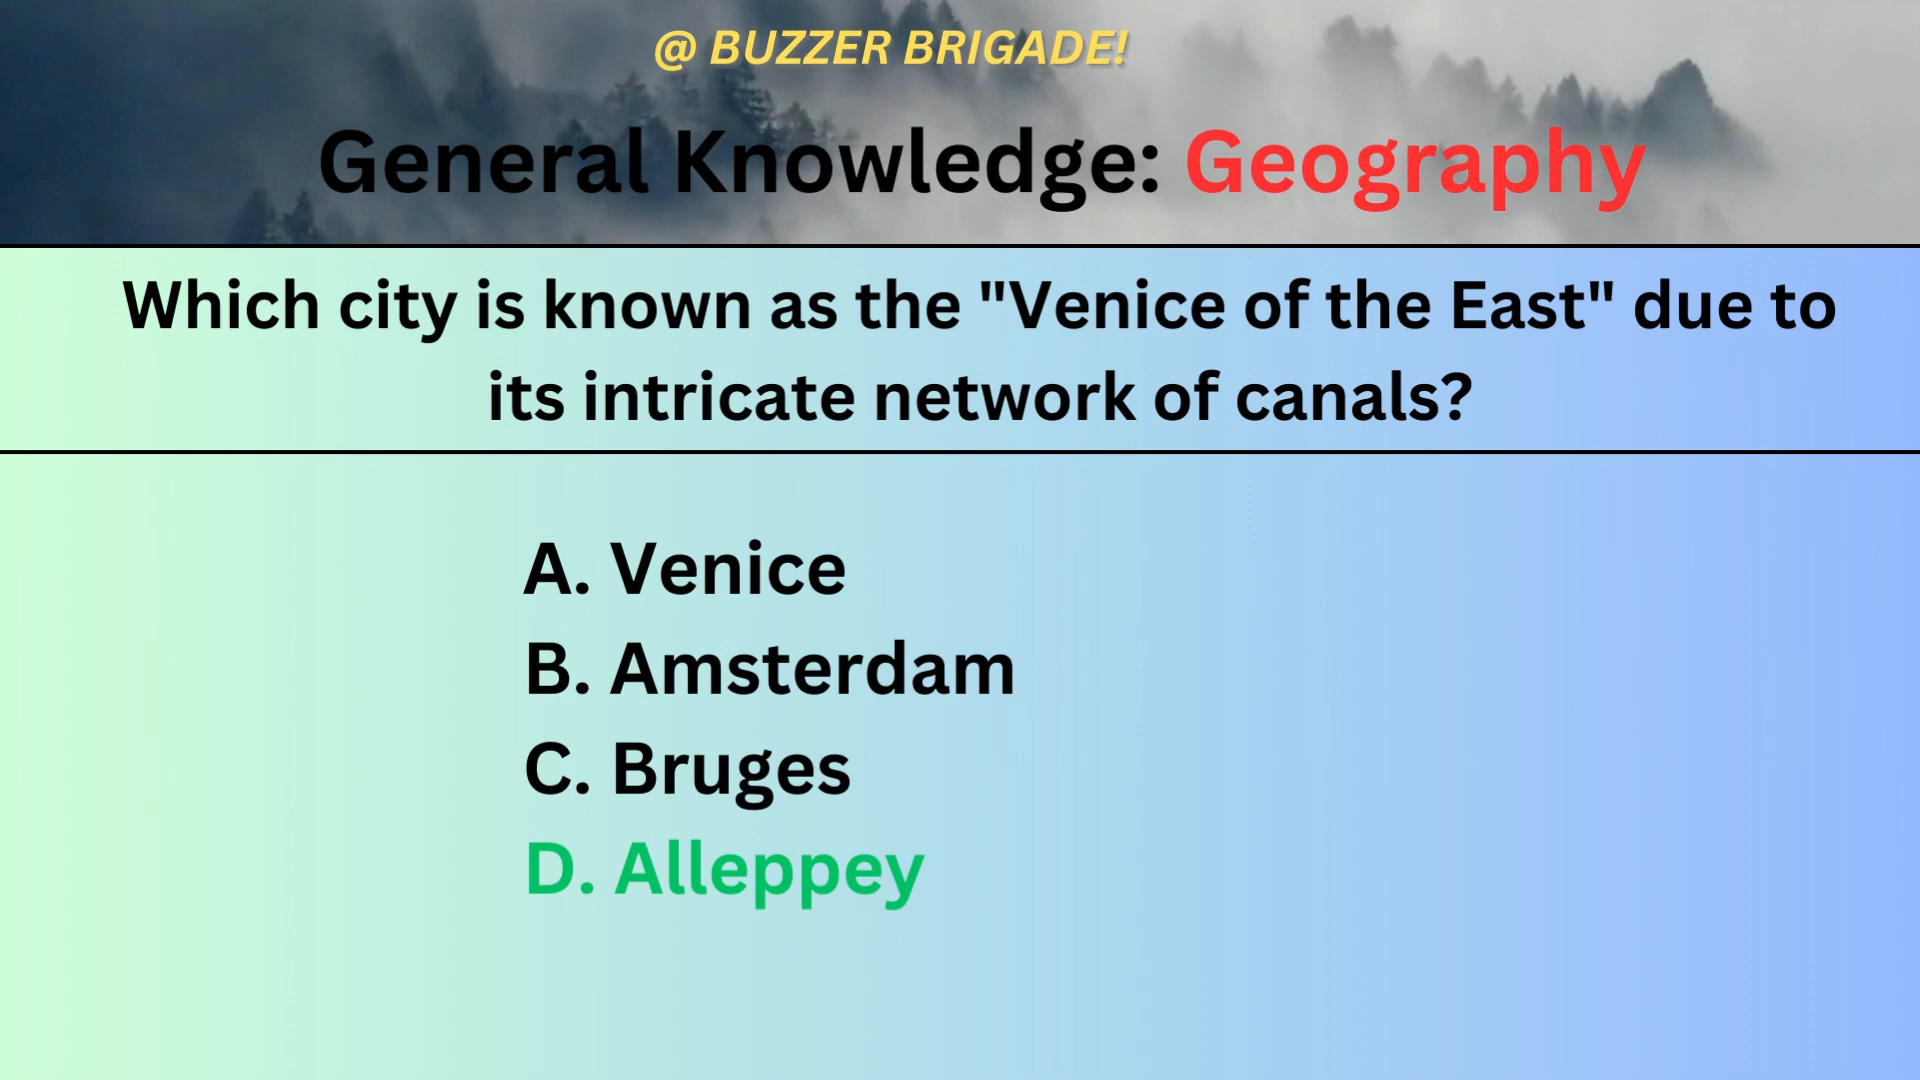 @ BUZZER BRIGADE!
General Knowledge: Geography
Which city is known as the "Venice of the East" due to
its intricate network of canals?
A. Venice
B. Amsterdam
C. Bruges
D. Alleppey